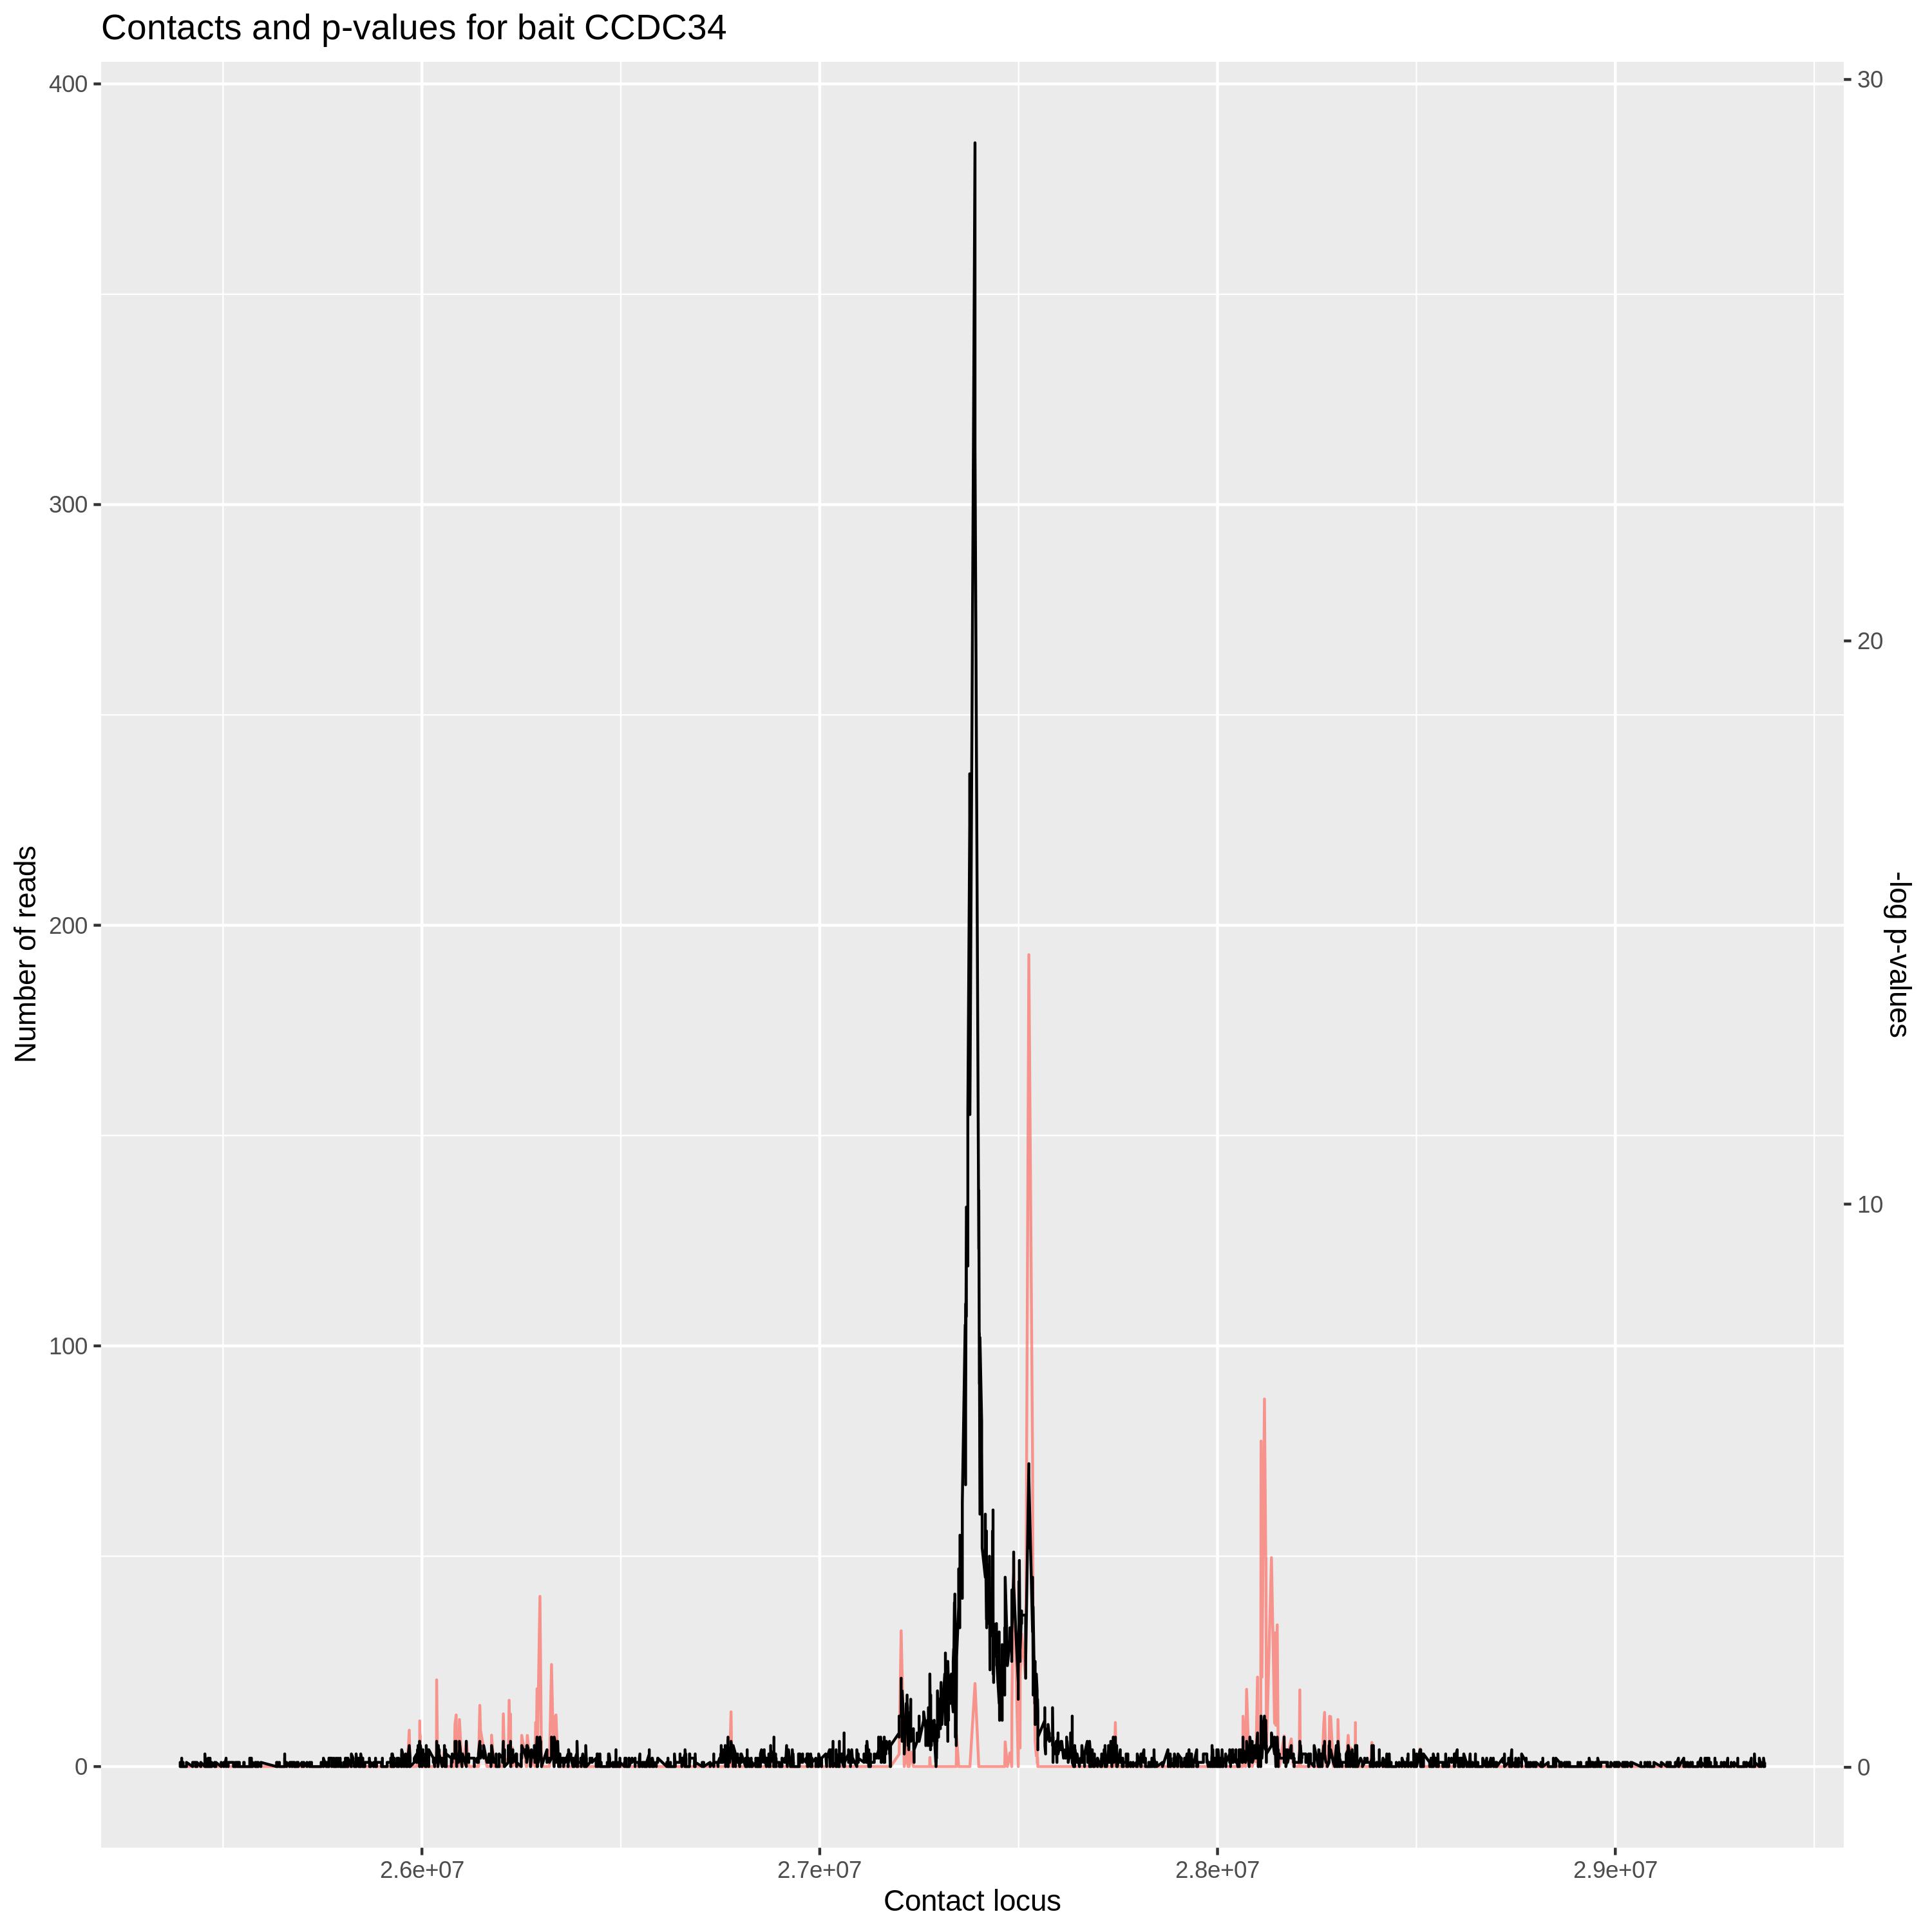 Contacts and p-values for bait CCDC34
400
300
200
100
0
Number of reads
30
20
10
0
-log p-values
2.6e+07
2.7e+07
2.8e+07
2.9e+07
Contact locus